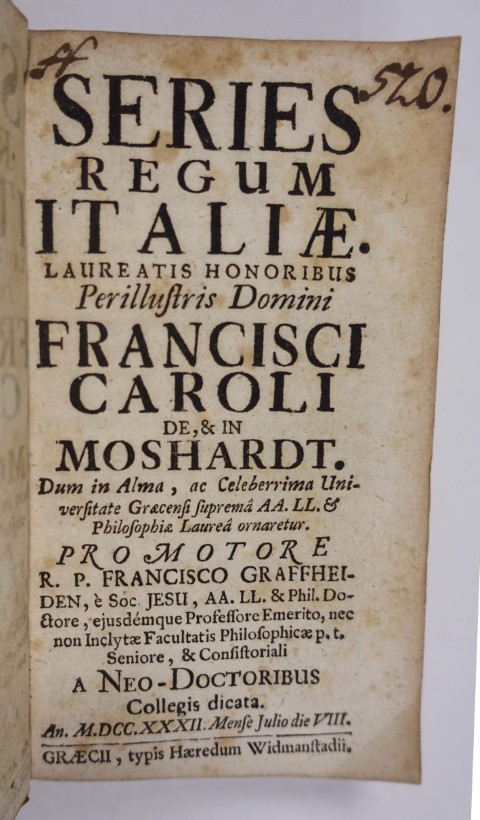 520.
SERIES
REGUM
ITALIÆ.
LAUREATIS HONORIBUS
Perilluſtris Domini
FRANCISCI
CAROLI
DE, & IN
MOSHARDT.
Dum in Alma, ac Celeberrima Uni-
verſitate Græcenſi ſupremâ AA. LL. &
Philoſophiæ Laureâ ornaretur.
PROMOTORE
R. P. FRANCISCO GRAFFHEI-
DEN, è Soc. JESU, AA. LL. & Phil. Do-
ctore, ejusdémque Profeſſore Emerito, nec
non Inclytæ Facultatis Philoſophicæ p. t.
Seniore, & Conſiſtoriali
A NEO-DOCTORIBUS
Collegis dicata.
An. M.DCC.XXXII. Menſe Julio die VIII.
GRÆCII, typis Hæredum Widmanſtadii.